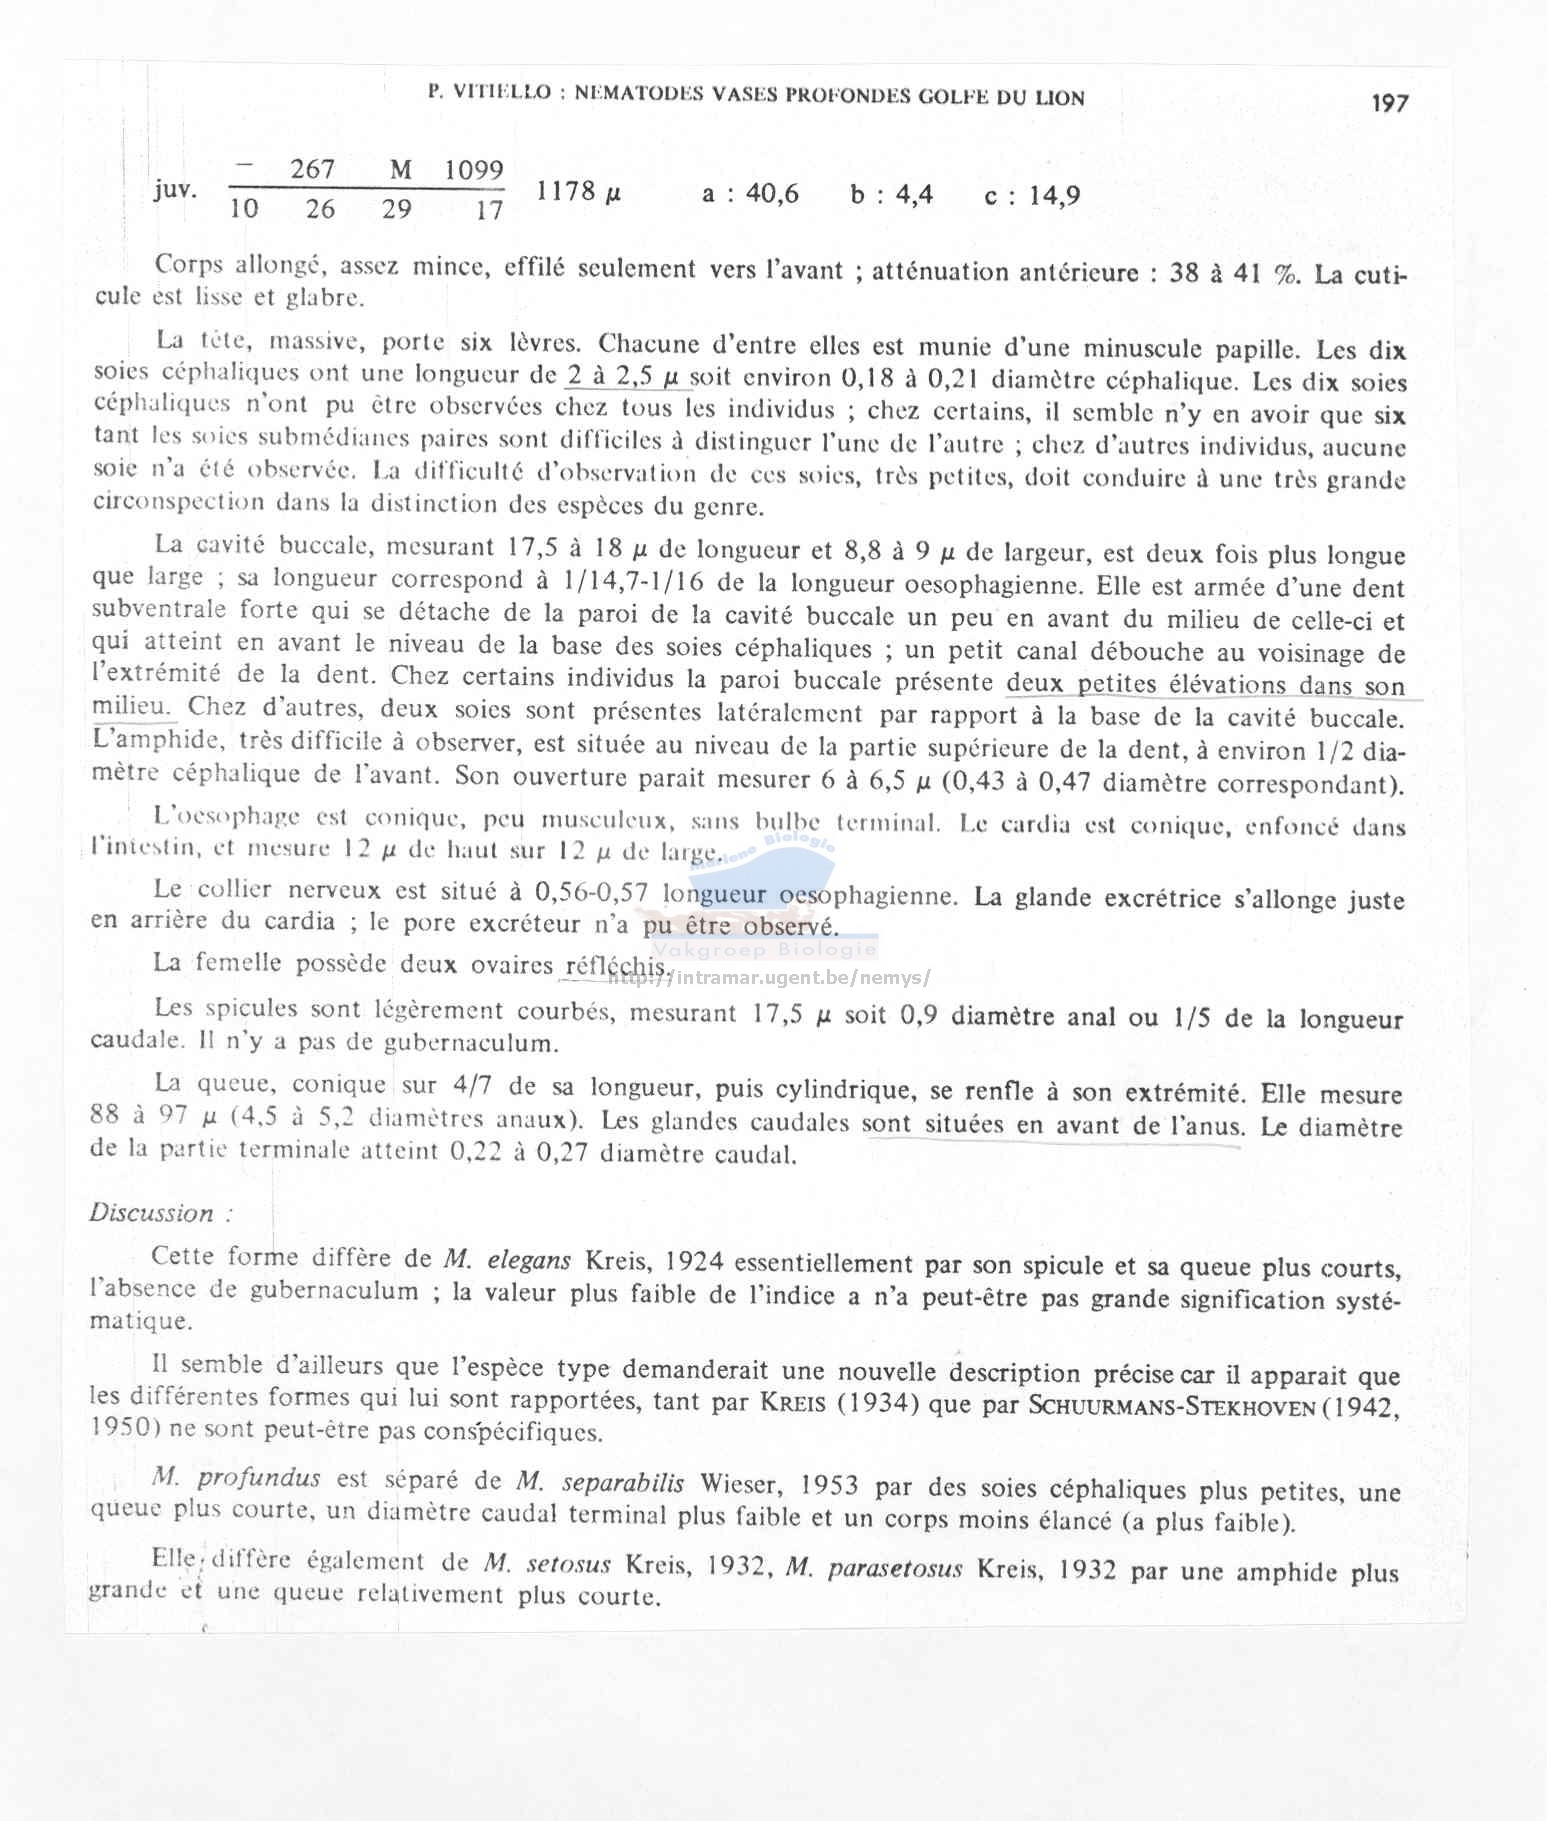 P. VITIELLO : NEMATODES VASES PROFONDES GOLFE DU LION
197
juv. – 267 M 1099
10 26 29 17
1178 µ a : 40,6 b : 4,4 c : 14,9
Corps allongé, assez mince, effilé seulement vers l'avant ; atténuation antérieure : 38 à 41 %. La cuti-
cule est lisse et glabre.
La tête, massive, porte six lèvres. Chacune d'entre elles est munie d'une minuscule papille. Les dix
soies céphaliques ont une longueur de 2 à 2,5 µ soit environ 0,18 à 0,21 diamètre céphalique. Les dix soies
céphaliques n'ont pu être observées chez tous les individus ; chez certains, il semble n'y en avoir que six
tant les soies submédianes paires sont difficiles à distinguer l'une de l'autre ; chez d'autres individus, aucune
soie n'a été observée. La difficulté d'observation de ces soies, très petites, doit conduire à une très grande
circonspection dans la distinction des espèces du genre.
La cavité buccale, mesurant 17,5 à 18 µ de longueur et 8,8 à 9 µ de largeur, est deux fois plus longue
que large ; sa longueur correspond à 1/14,7-1/16 de la longueur oesophagienne. Elle est armée d'une dent
subventrale forte qui se détache de la paroi de la cavité buccale un peu en avant du milieu de celle-ci et
qui atteint en avant le niveau de la base des soies céphaliques ; un petit canal débouche au voisinage de
l'extrémité de la dent. Chez certains individus la paroi buccale présente deux petites élévations dans son
milieu. Chez d'autres, deux soies sont présentes latéralement par rapport à la base de la cavité buccale.
L'amphide, très difficile à observer, est située au niveau de la partie supérieure de la dent, à environ 1/2 dia-
mètre céphalique de l'avant. Son ouverture parait mesurer 6 à 6,5 µ (0,43 à 0,47 diamètre correspondant).
L'oesophage est conique, peu musculeux, sans bulbe terminal. Le cardia est conique, enfoncé dans
l'intestin, et mesure 12 µ de haut sur 12 µ de large.
Mariene Biologie
Le collier nerveux est situé à 0,56-0,57 longueur oesophagienne. La glande excrétrice s'allonge juste
en arrière du cardia ; le pore excréteur n'a pu être observé.
Vakgroep Biologie
La femelle possède deux ovaires réfléchis.
http://intramar.ugent.be/nemys/
Les spicules sont légèrement courbés, mesurant 17,5 µ soit 0,9 diamètre anal ou 1/5 de la longueur
caudale. Il n'y a pas de gubernaculum.
La queue, conique sur 4/7 de sa longueur, puis cylindrique, se renfle à son extrémité. Elle mesure
88 à 97 µ (4,5 à 5,2 diamètres anaux). Les glandes caudales sont situées en avant de l'anus. Le diamètre
de la partie terminale atteint 0,22 à 0,27 diamètre caudal.
Discussion :
Cette forme diffère de M. elegans Kreis, 1924 essentiellement par son spicule et sa queue plus courts,
l'absence de gubernaculum ; la valeur plus faible de l'indice a n'a peut-être pas grande signification systé-
matique.
Il semble d'ailleurs que l'espèce type demanderait une nouvelle description précise car il apparait que
les différentes formes qui lui sont rapportées, tant par KREIS (1934) que par SCHUURMANS-STEKHOVEN (1942,
1950) ne sont peut-être pas conspécifiques.
M. profundus est séparé de M. separabilis Wieser, 1953 par des soies céphaliques plus petites, une
queue plus courte, un diamètre caudal terminal plus faible et un corps moins élancé (a plus faible).
Elle diffère également de M. setosus Kreis, 1932, M. parasetosus Kreis, 1932 par une amphide plus
grande et une queue relativement plus courte.